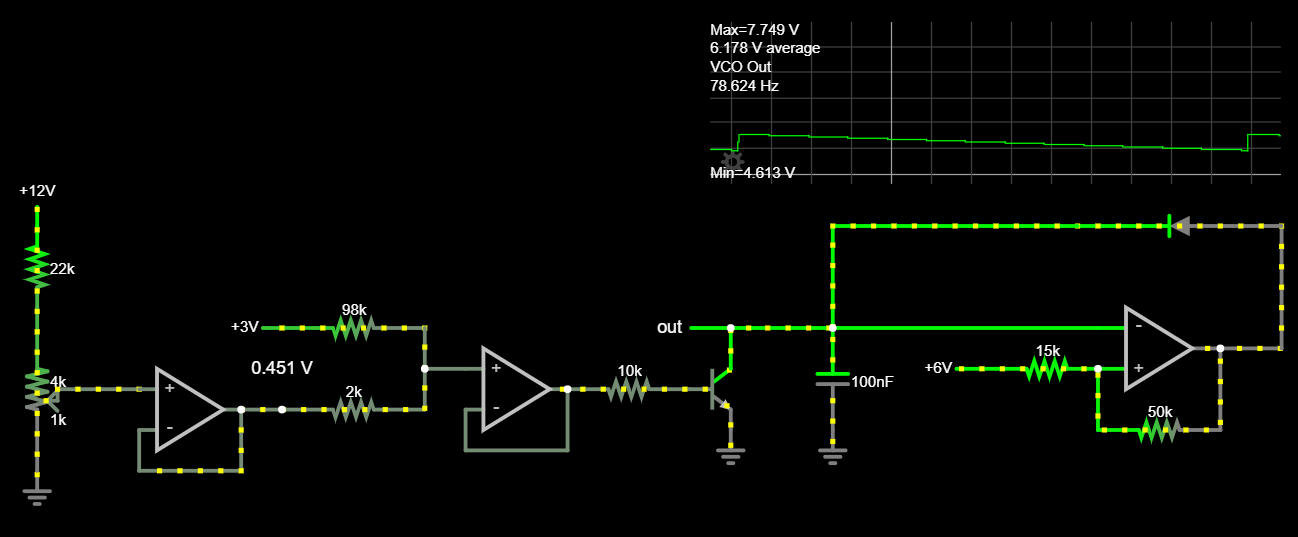 Max=7.749 V
6.178 V average
VCO Out
78.624 Hz
Min=4.613 V
+12V
22k
4k
1k
+
-
0.451 V
+3V
98k
2k
+
-
10k
out
100nF
+6V
15k
-
+
50k